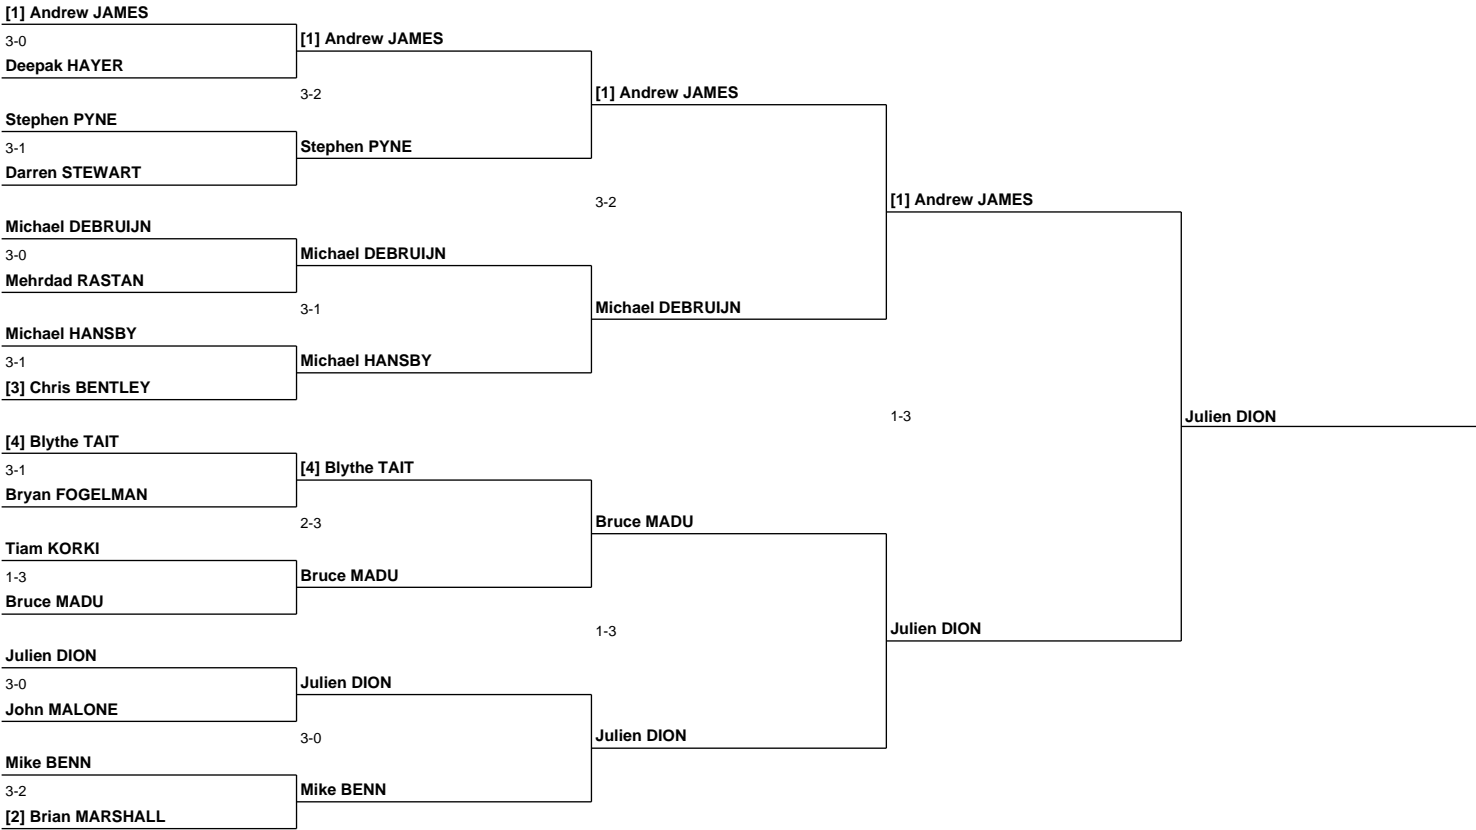 [1] Andrew JAMES
3-0
Deepak HAYER
Stephen PYNE
3-1
Darren STEWART
Michael DEBRUIJN
3-0
Mehrdad RASTAN
Michael HANSBY
3-1
[3] Chris BENTLEY
[4] Blythe TAIT
3-1
Bryan FOGELMAN
Tiam KORKI
1-3
Bruce MADU
Julien DION
3-0
John MALONE
Mike BENN
3-2
[2] Brian MARSHALL
[1] Andrew JAMES
3-2
Stephen PYNE
Michael DEBRUIJN
3-1
Michael HANSBY
[4] Blythe TAIT
2-3
Bruce MADU
Julien DION
3-0
Mike BENN
[1] Andrew JAMES
3-2
Michael DEBRUIJN
Bruce MADU
1-3
Julien DION
[1] Andrew JAMES
1-3
Julien DION
Julien DION